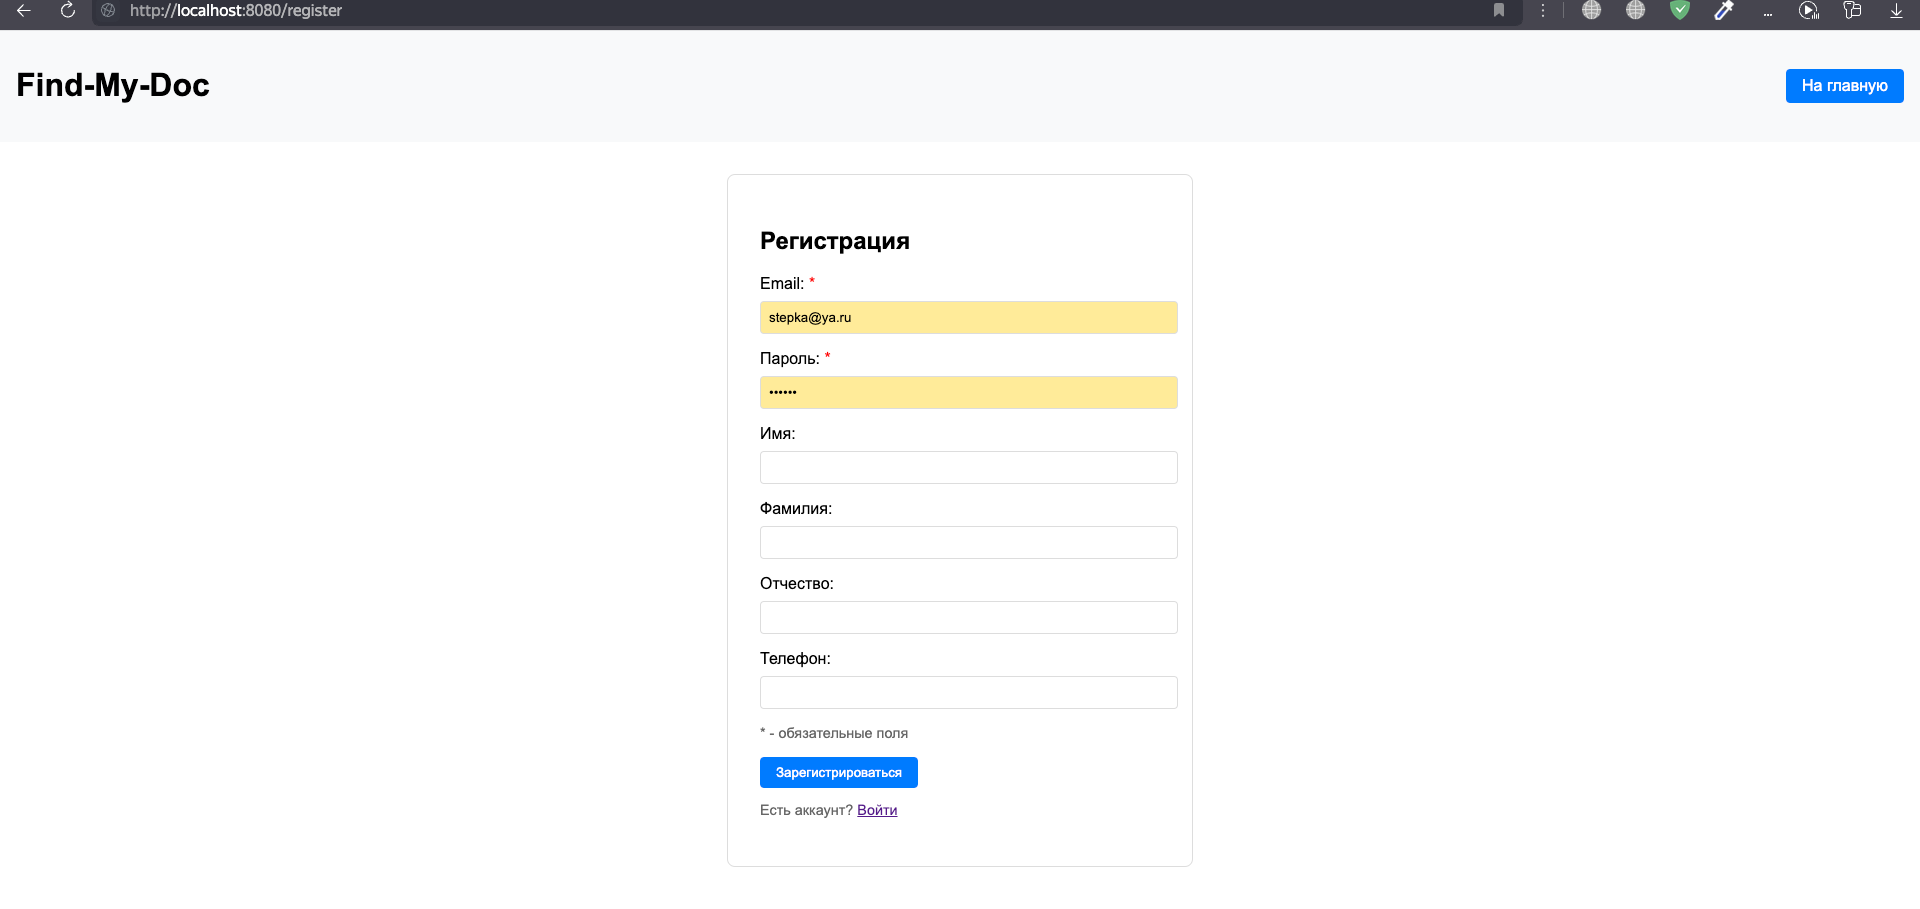 http://localhost:8080/register
Find-My-Doc
На главную
Регистрация
Email: *
stepka@ya.ru
Пароль: *
••••••
Имя:
Фамилия:
Отчество:
Телефон:
* - обязательные поля
Зарегистрироваться
Есть аккаунт? Войти